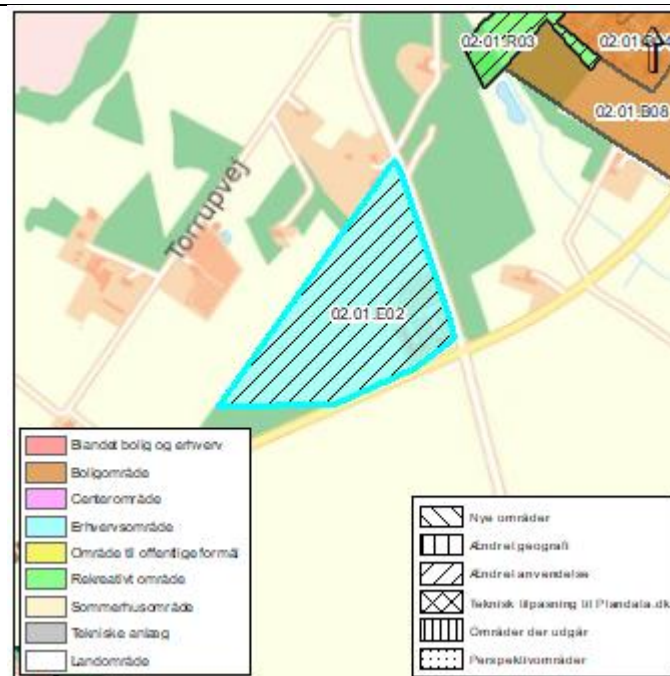 02.01.R03
02.01.B08
Torrupvej
02.01.E02
Blandet bolig og erhverv
Boligområde
Centerområde
Erhvervsområde
Område til offentlige formål
Rekreativt område
Sommerhusområde
Tekniske anlæg
Landområde
Nye områder
Ændret geografi
Ændret anvendelse
Teknisk tilpasning til Plandata.dk
Områder der udgår
Perspektivområder